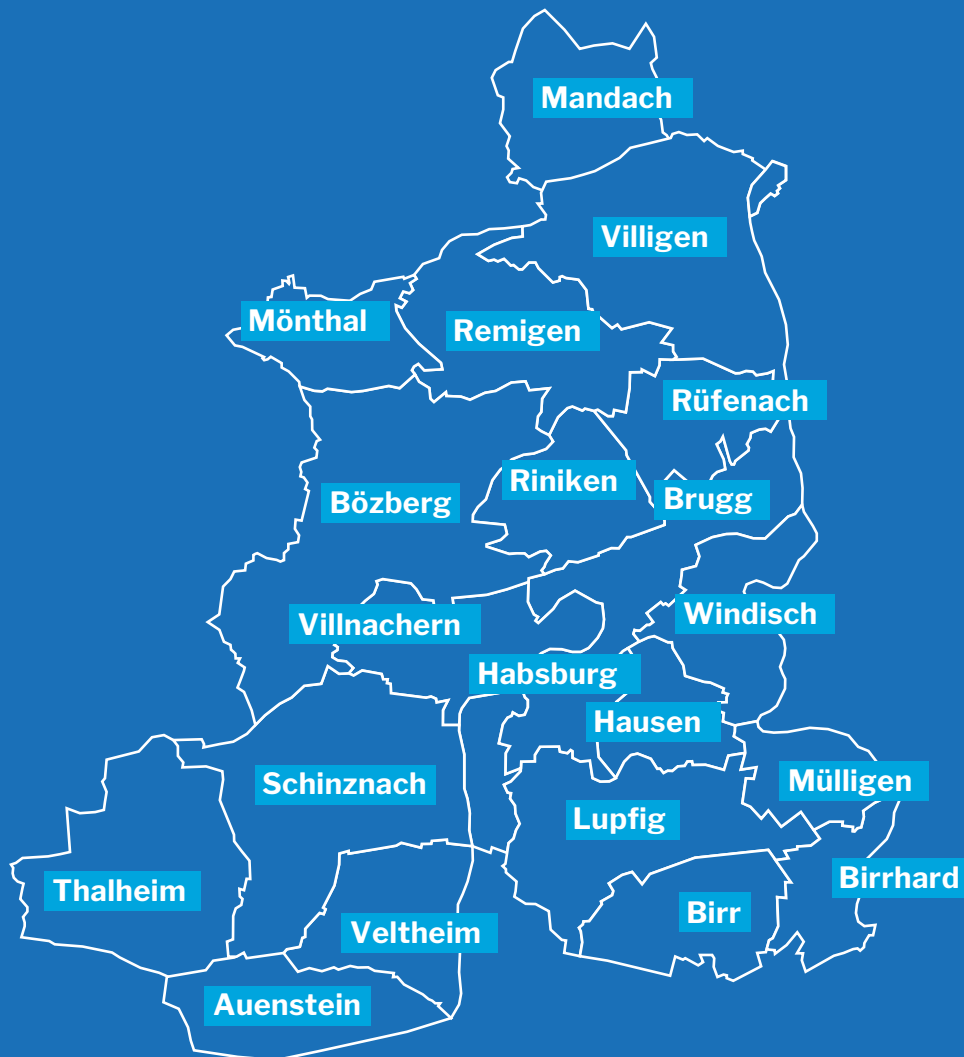 Mandach
Villigen
Mönthal
Remigen
Rüfenach
Riniken
Brugg
Bözberg
Windisch
Villnachern
Habsburg
Hausen
Schinznach
Mülligen
Lupfig
Thalheim
Birrhard
Birr
Veltheim
Auenstein